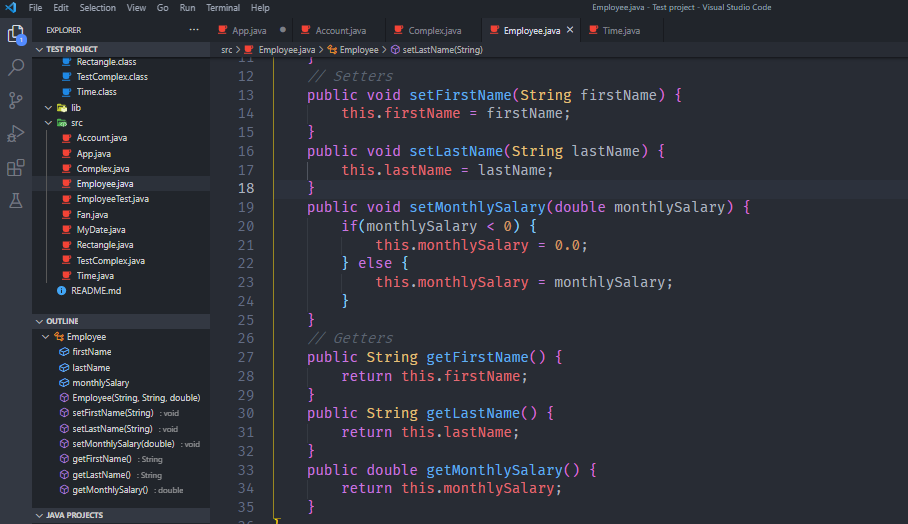 File Edit Selection View Go Run Terminal Help
Employee.java - Test project - Visual Studio Code
1
EXPLORER ···
TEST PROJECT
Rectangle.class
TestComplex.class
Time.class
lib
src
Account.java
App.java
Complex.java
Employee.java
EmployeeTest.java
Fan.java
MyDate.java
Rectangle.java
TestComplex.java
Time.java
README.md
OUTLINE
Employee
firstName
lastName
monthlySalary
Employee(String, String, double)
setFirstName(String) : void
setLastName(String) : void
setMonthlySalary(double) : void
getFirstName() : String
getLastName() : String
getMonthlySalary() : double
JAVA PROJECTS
App.java Account.java Complex.java Employee.java Time.java
src > Employee.java > Employee > setLastName(String)
11 }
12 // Setters
13 public void setFirstName(String firstName) {
14 this.firstName = firstName;
15 }
16 public void setLastName(String lastName) {
17 this.lastName = lastName;
18 }
19 public void setMonthlySalary(double monthlySalary) {
20 if(monthlySalary < 0) {
21 this.monthlySalary = 0.0;
22 } else {
23 this.monthlySalary = monthlySalary;
24 }
25 }
26 // Getters
27 public String getFirstName() {
28 return this.firstName;
29 }
30 public String getLastName() {
31 return this.lastName;
32 }
33 public double getMonthlySalary() {
34 return this.monthlySalary;
35 }
36 }